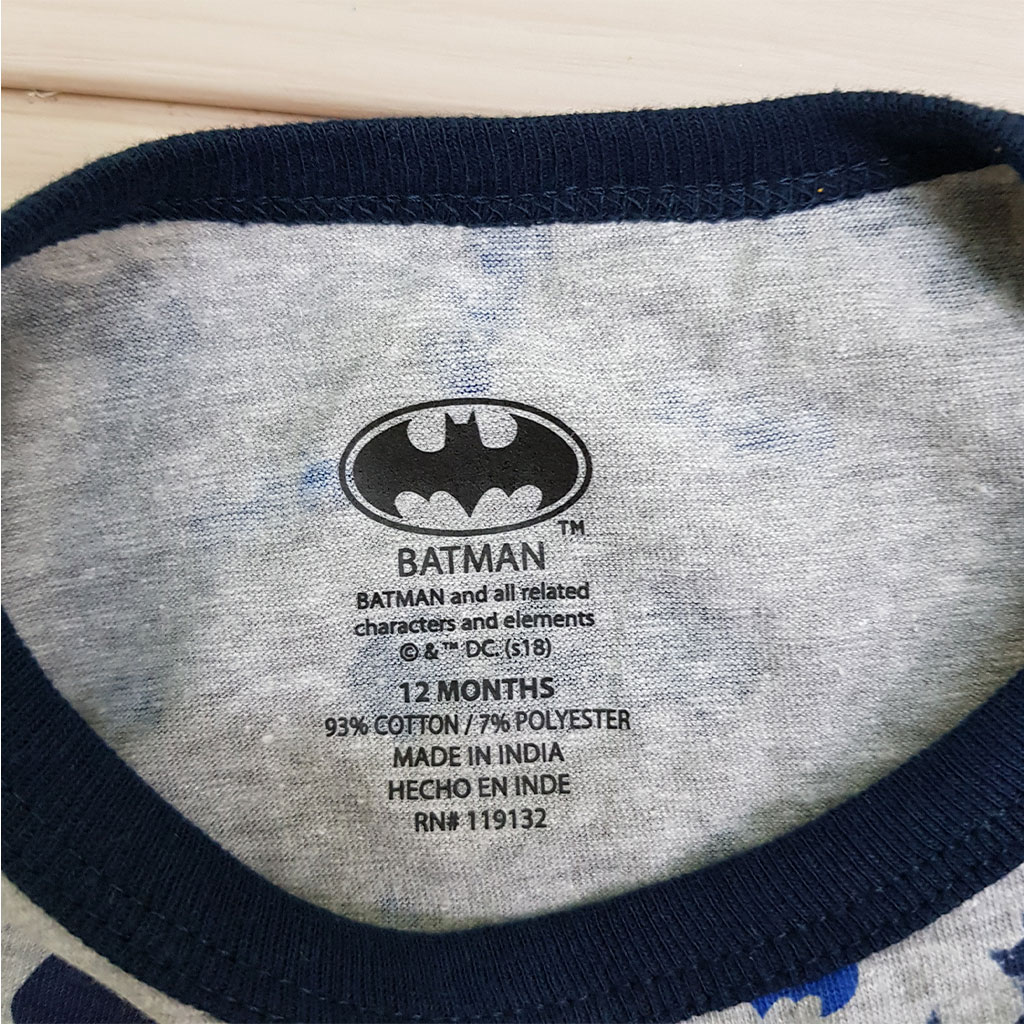 TM
BATMAN
BATMAN and all related
characters and elements
© & ™ DC. (s18)
12 MONTHS
93% COTTON / 7% POLYESTER
MADE IN INDIA
HECHO EN INDE
RN# 119132